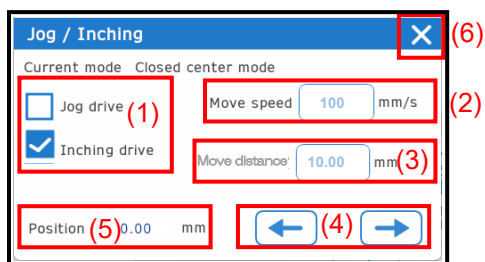 Jog / Inching
(6)
Current mode Closed center mode
Jog drive
(1)
Move speed 100 mm/s
(2)
Inching drive
Move distance 10.00 mm
(3)
Position 0.00 mm
(5)
(4)